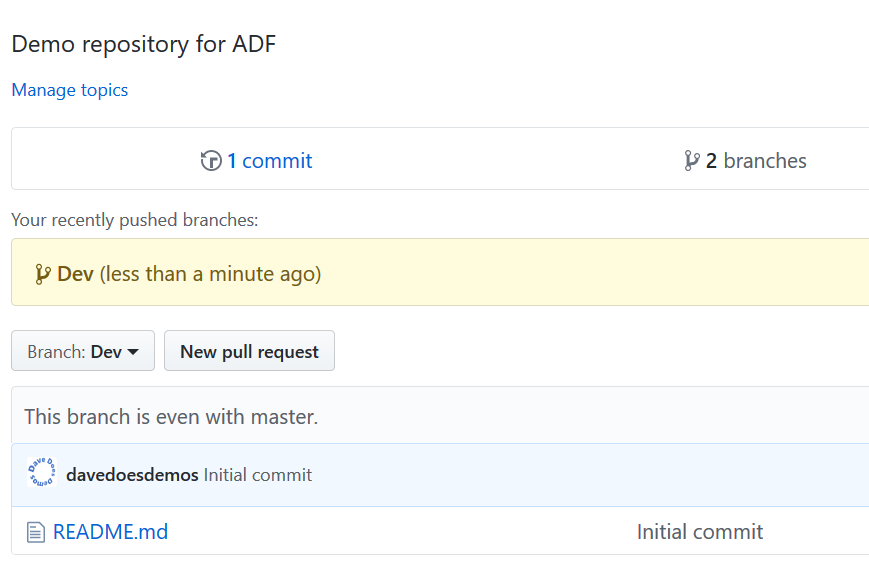 Demo repository for ADF
Manage topics
1 commit
2 branches
Your recently pushed branches:
Dev (less than a minute ago)
Branch: Dev
New pull request
This branch is even with master.
Dave Does Demos
davedoesdemos Initial commit
README.md
Initial commit